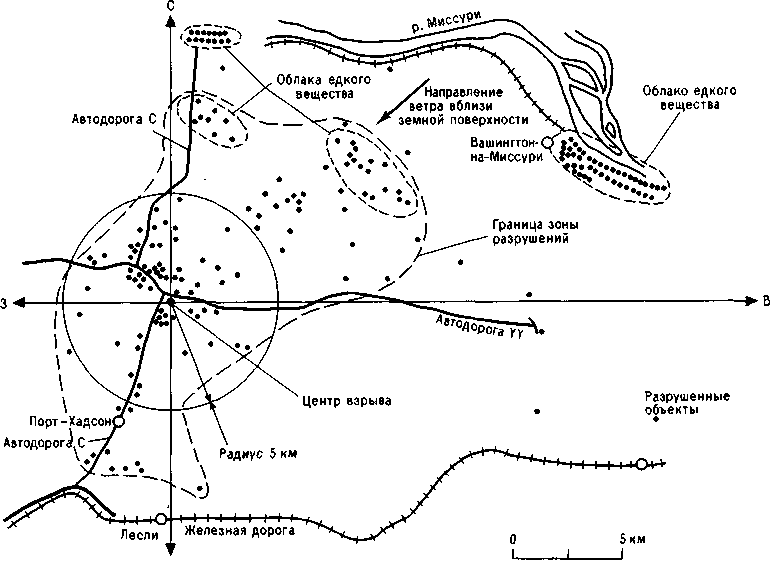 С
р. Миссури
Облака едкого
вещества
Направление
ветра вблизи
земной поверхности
Облако едкого
вещества
Автодорога С
Вашингтон-
на-Миссури
Граница зоны
разрушений
З
В
Автодорога YY
Центр взрыва
Разрушенные
объекты
Порт-Хадсон
Автодорога С
Радиус 5 км
Лесли
Железная дорога
0
5 км